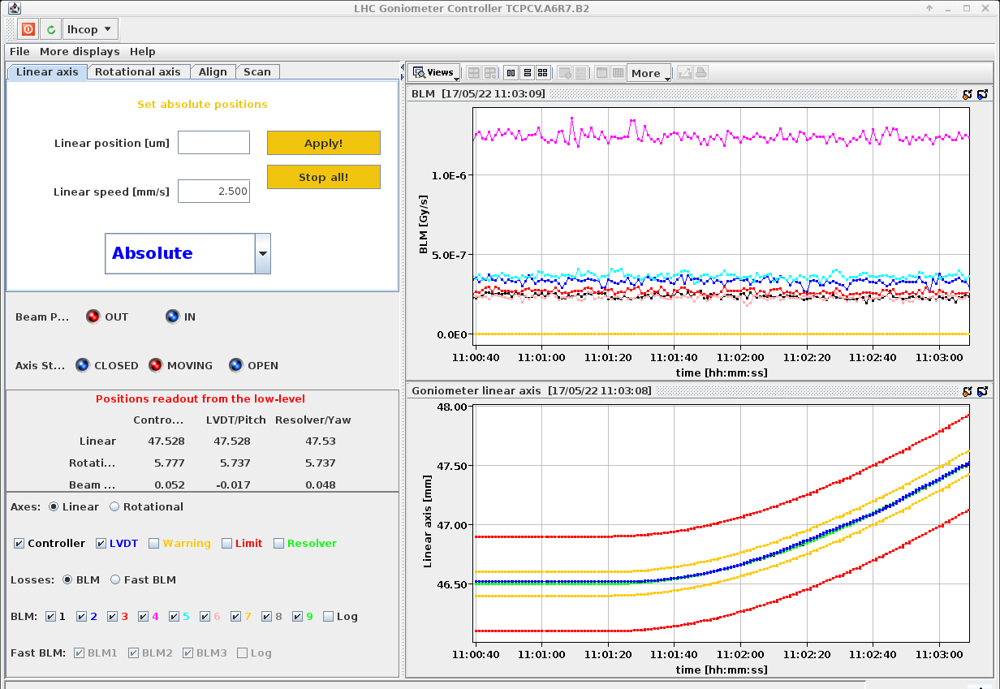 LHC Goniometer Controller TCPCV.A6R7.B2
lhcop
File More displays Help
Linear axis Rotational axis Align Scan
Set absolute positions
Linear position [um] Apply!
Stop all!
Linear speed [mm/s] 2.500
Absolute
Beam P... OUT IN
Axis St... CLOSED MOVING OPEN
Positions readout from the low-level
Contro... LVDT/Pitch Resolver/Yaw
Linear 47.528 47.528 47.53
Rotati... 5.777 5.737 5.737
Beam ... 0.052 -0.017 0.048
Axes: Linear Rotational
Controller LVDT Warning Limit Resolver
Losses: BLM Fast BLM
BLM: 1 2 3 4 5 6 7 8 9 Log
Fast BLM: BLM1 BLM2 BLM3 Log
Views More
BLM [17/05/22 11:03:09]
BLM [Gy/s]
1.0E-6
5.0E-7
0.0E0
11:00:40 11:01:00 11:01:20 11:01:40 11:02:00 11:02:20 11:02:40 11:03:00
time [hh:mm:ss]
Goniometer linear axis [17/05/22 11:03:08]
Linear axis [mm]
48.00
47.50
47.00
46.50
11:00:40 11:01:00 11:01:20 11:01:40 11:02:00 11:02:20 11:02:40 11:03:00
time [hh:mm:ss]